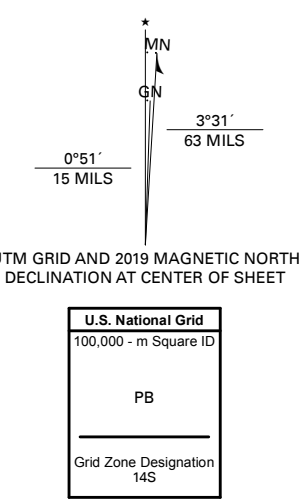 ★
MN
GN
3°31´
63 MILS
0°51´
15 MILS
UTM GRID AND 2019 MAGNETIC NORTH
DECLINATION AT CENTER OF SHEET
U.S. National Grid
100,000 - m Square ID
PB
Grid Zone Designation
14S